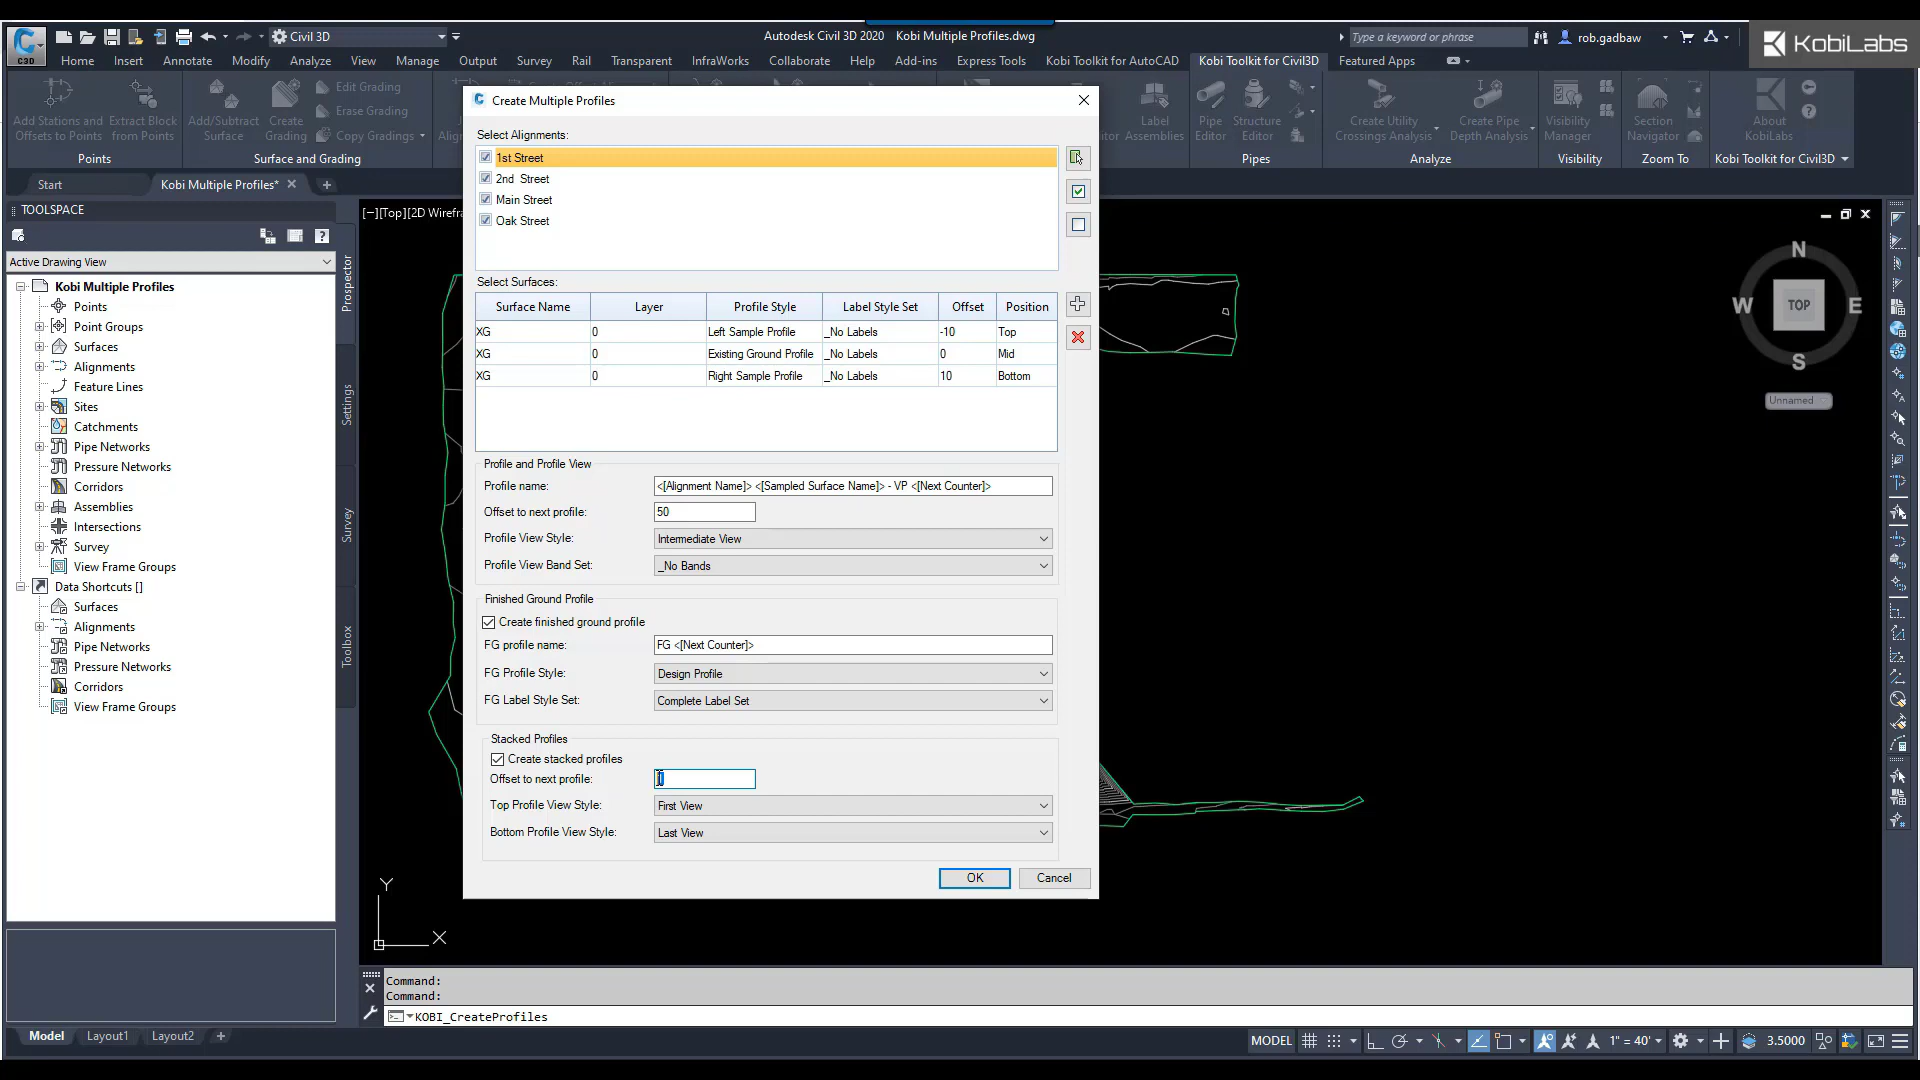 Civil 3D
Autodesk Civil 3D 2020 Kobi Multiple Profiles.dwg
Type a keyword or phrase
rob.gadbaw
KOBILABS
C3D
Home Insert Annotate Modify Analyze View Manage Output Survey Rail Transparent InfraWorks Collaborate Help Add-ins Express Tools Kobi Toolkit for AutoCAD Kobi Toolkit for Civil3D Featured Apps
Add Stations and Offsets to Points
Extract Block from Points
Points
Add/Subtract Surface
Create Grading
Edit Grading
Erase Grading
Copy Grading
Surface and Grading
Label Assemblies
Pipe Editor
Structure Editor
Pipes
Create Utility Crossings Analysis
Create Pipe Depth Analysis
Analyze
Visibility Manager
Visibility
Section Navigator
Zoom To
About KobiLabs
Kobi Toolkit for Civil3D
Start
Kobi Multiple Profiles*
TOOLSPACE
Active Drawing View
Kobi Multiple Profiles
Points
Point Groups
Surfaces
Alignments
Feature Lines
Sites
Catchments
Pipe Networks
Pressure Networks
Corridors
Assemblies
Intersections
Survey
View Frame Groups
Data Shortcuts []
Surfaces
Alignments
Pipe Networks
Pressure Networks
Corridors
View Frame Groups
Prospector
Settings
Survey
Toolbox
[−][Top][2D Wirefra
Create Multiple Profiles
Select Alignments:
1st Street
2nd Street
Main Street
Oak Street
Select Surfaces:
Surface Name Layer Profile Style Label Style Set Offset Position
XG 0 Left Sample Profile _No Labels -10 Top
XG 0 Existing Ground Profile _No Labels 0 Mid
XG 0 Right Sample Profile _No Labels 10 Bottom
Profile and Profile View
Profile name: <[Alignment Name]> <[Sampled Surface Name]> - VP <[Next Counter]>
Offset to next profile: 50
Profile View Style: Intermediate View
Profile View Band Set: _No Bands
Finished Ground Profile
Create finished ground profile
FG profile name: FG <[Next Counter]>
FG Profile Style: Design Profile
FG Label Style Set: Complete Label Set
Stacked Profiles
Create stacked profiles
Offset to next profile:
Top Profile View Style: First View
Bottom Profile View Style: Last View
OK Cancel
N
W TOP E
S
Unnamed
Y
X
Command:
Command:
KOBI_CreateProfiles
Model Layout1 Layout2
MODEL
1" = 40'
3.5000